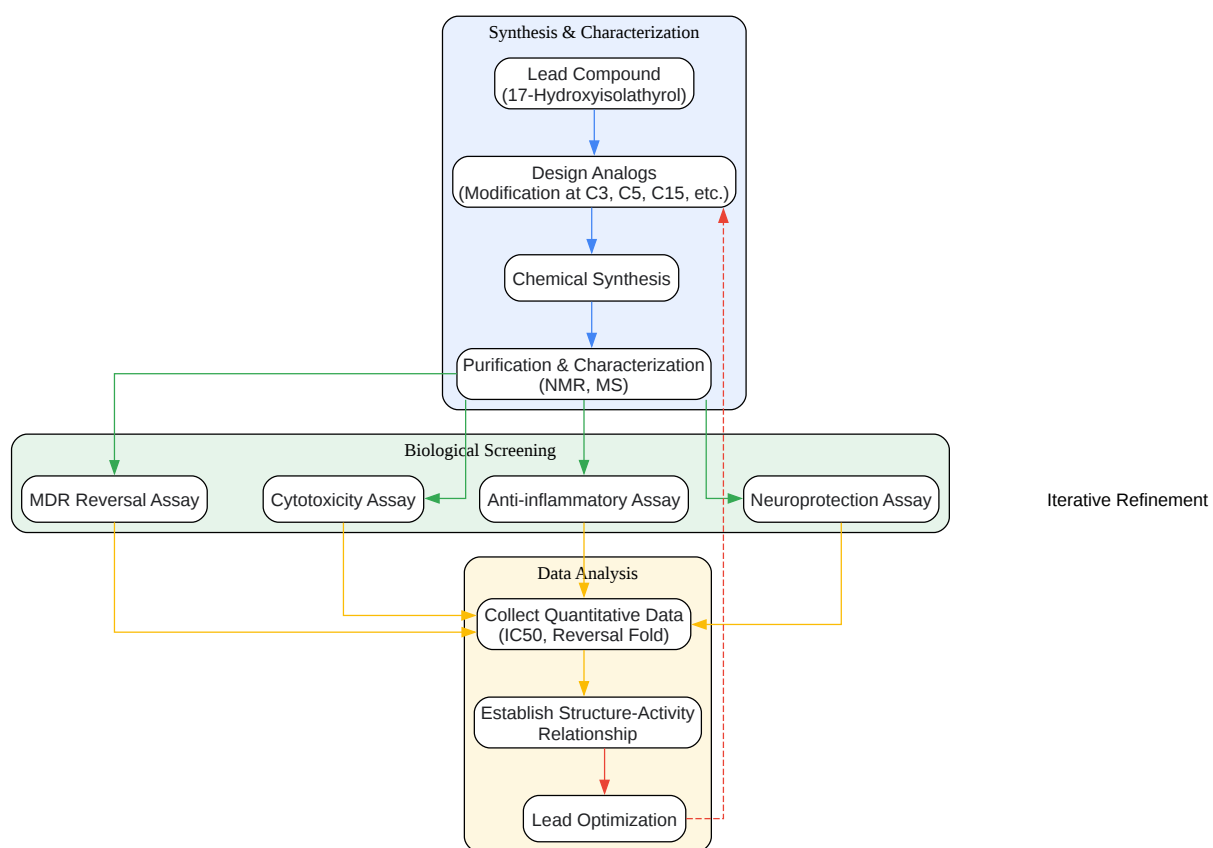 Synthesis & Characterization
Lead Compound
(17-Hydroxyisolathyrol)
Design Analogs
(Modification at C3, C5, C15, etc.)
Chemical Synthesis
Purification & Characterization
(NMR, MS)
Biological Screening
MDR Reversal Assay
Cytotoxicity Assay
Anti-inflammatory Assay
Neuroprotection Assay
Iterative Refinement
Data Analysis
Collect Quantitative Data
(IC50, Reversal Fold)
Establish Structure-Activity
Relationship
Lead Optimization